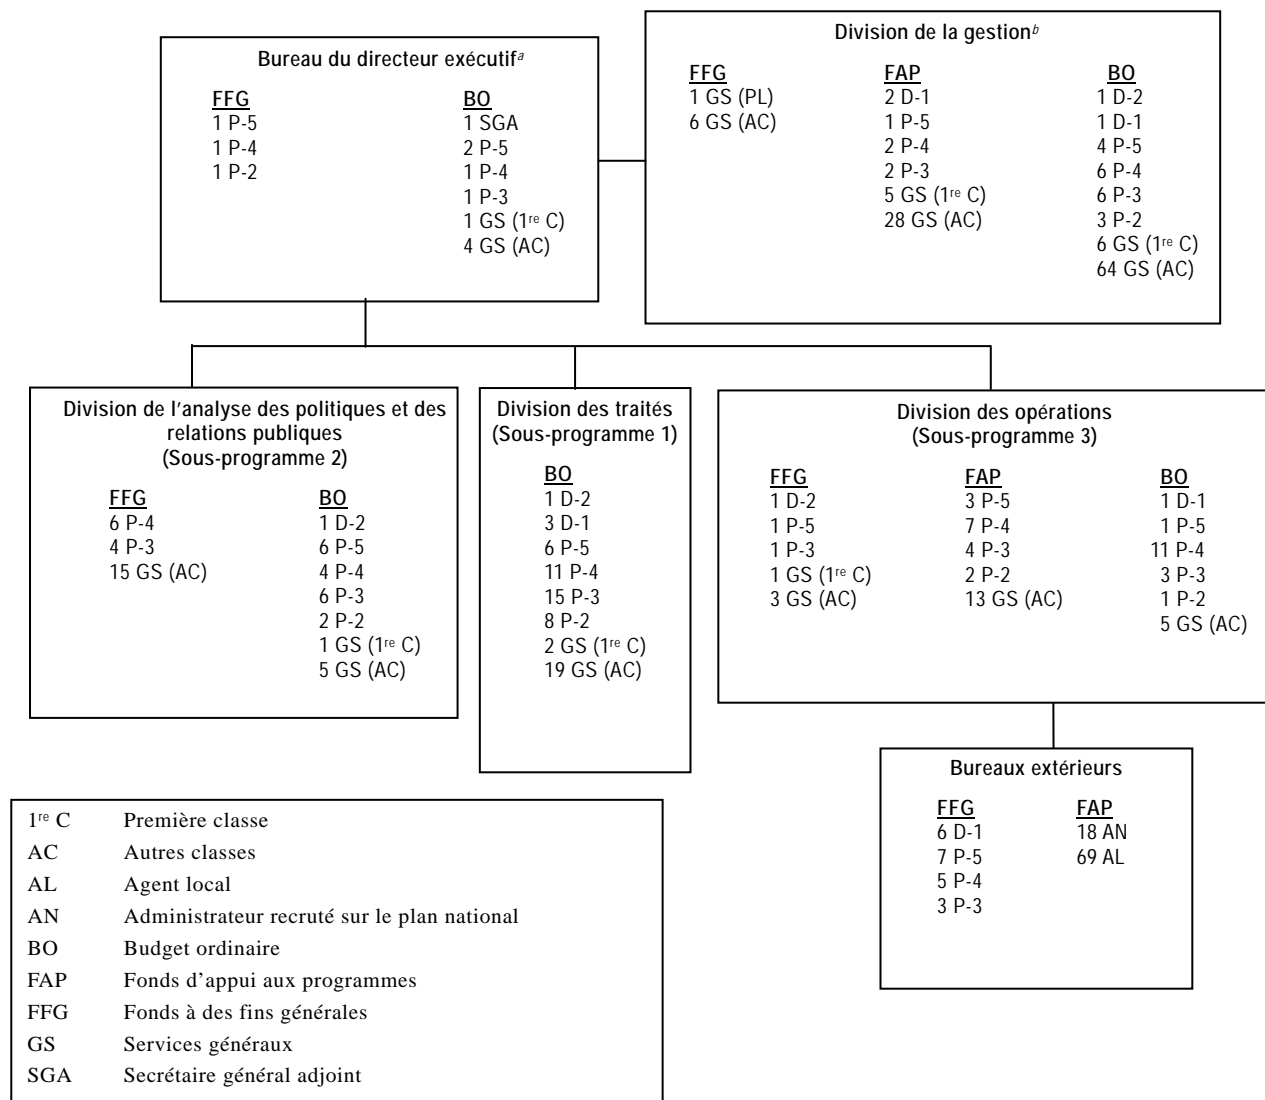 Bureau du directeur exécutifᵃ
FFG
1 P-5
1 P-4
1 P-2
BO
1 SGA
2 P-5
1 P-4
1 P-3
1 GS (1ʳᵉ C)
4 GS (AC)
Division de la gestionᵇ
FFG
1 GS (PL)
6 GS (AC)
FAP
2 D-1
1 P-5
2 P-4
2 P-3
5 GS (1ʳᵉ C)
28 GS (AC)
BO
1 D-2
1 D-1
4 P-5
6 P-4
6 P-3
3 P-2
6 GS (1ʳᵉ C)
64 GS (AC)
Division de l'analyse des politiques et des
relations publiques
(Sous-programme 2)
FFG
6 P-4
4 P-3
15 GS (AC)
BO
1 D-2
6 P-5
4 P-4
6 P-3
2 P-2
1 GS (1ʳᵉ C)
5 GS (AC)
Division des traités
(Sous-programme 1)
BO
1 D-2
3 D-1
6 P-5
11 P-4
15 P-3
8 P-2
2 GS (1ʳᵉ C)
19 GS (AC)
Division des opérations
(Sous-programme 3)
FFG
1 D-2
1 P-5
1 P-3
1 GS (1ʳᵉ C)
3 GS (AC)
FAP
3 P-5
7 P-4
4 P-3
2 P-2
13 GS (AC)
BO
1 D-1
1 P-5
11 P-4
3 P-3
1 P-2
5 GS (AC)
Bureaux extérieurs
FFG
6 D-1
7 P-5
5 P-4
3 P-3
FAP
18 AN
69 AL
1ʳᵉ C Première classe
AC Autres classes
AL Agent local
AN Administrateur recruté sur le plan national
BO Budget ordinaire
FAP Fonds d'appui aux programmes
FFG Fonds à des fins générales
GS Services généraux
SGA Secrétaire général adjoint